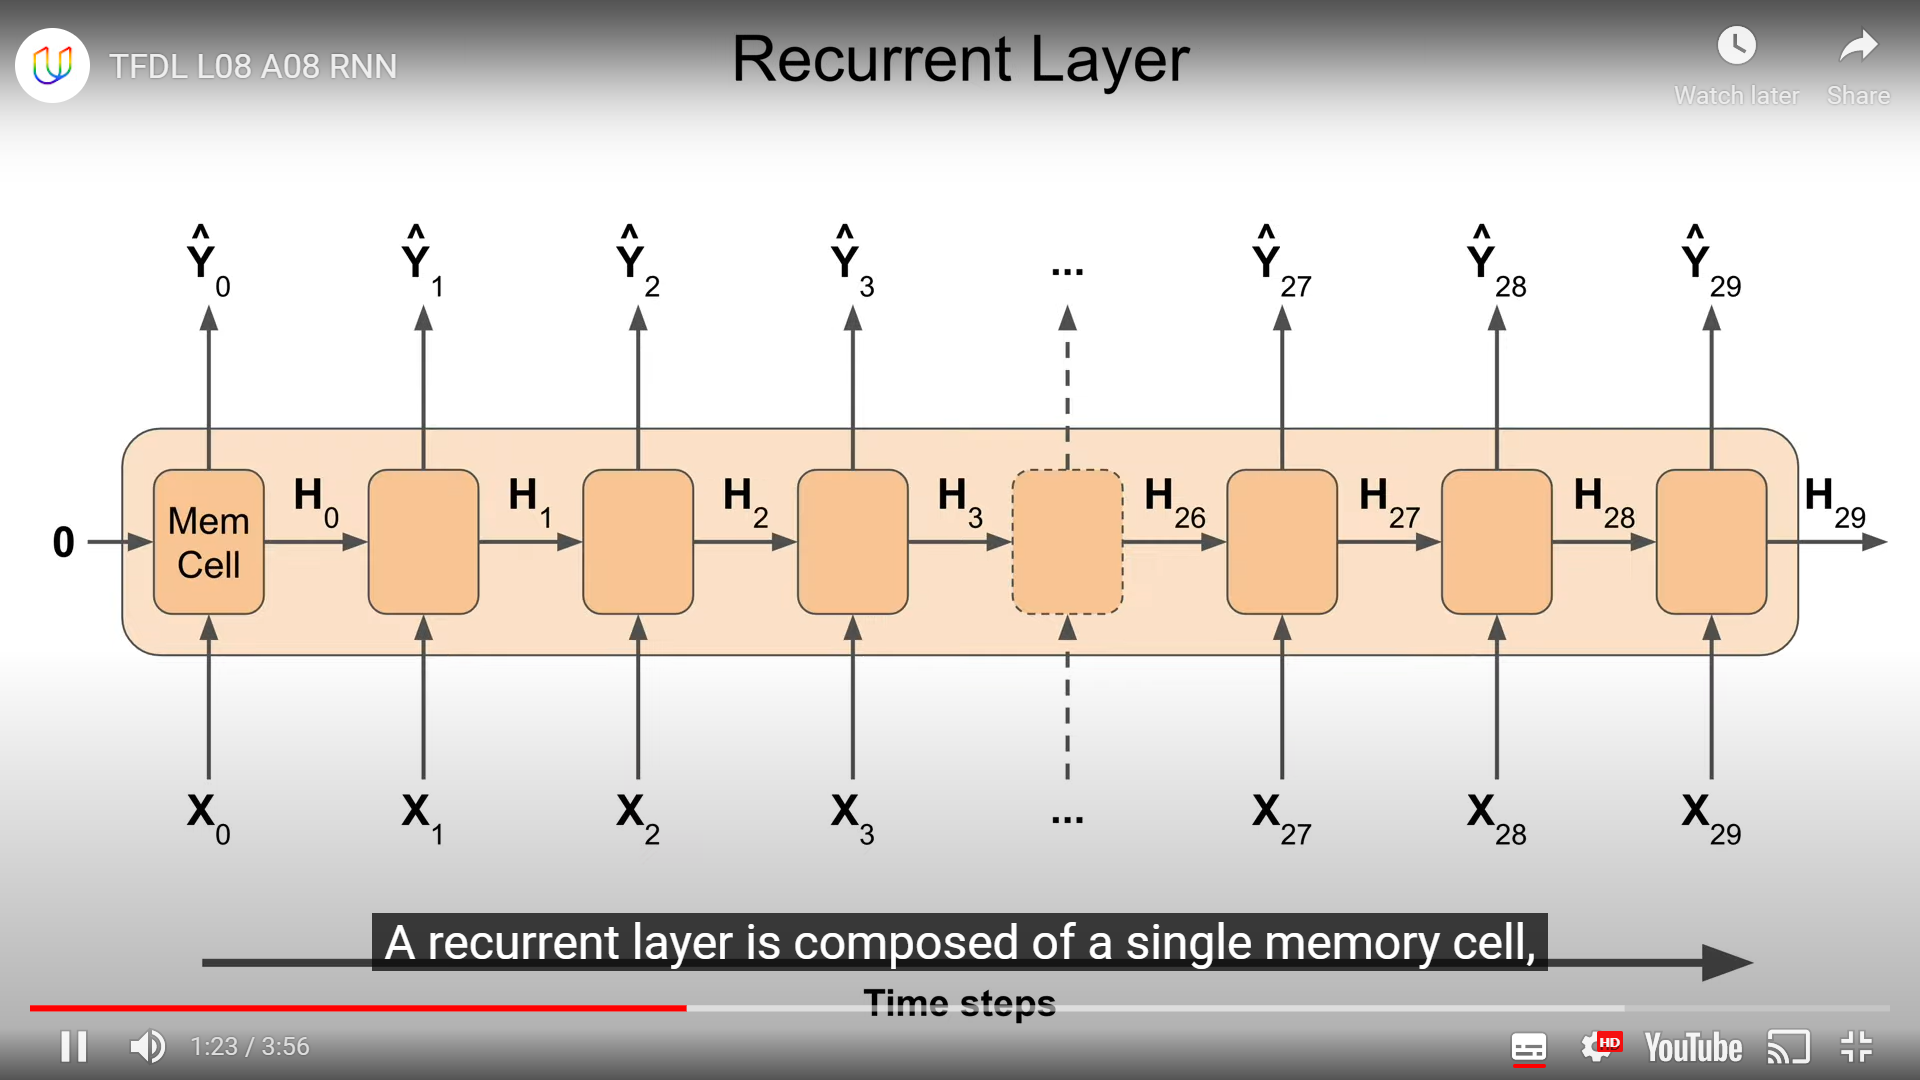 TFDL L08 A08 RNN
Recurrent Layer
Watch later
Share
Ŷ0 Ŷ1 Ŷ2 Ŷ3 ... Ŷ27 Ŷ28 Ŷ29
0 Mem Cell H0 H1 H2 H3 H26 H27 H28 H29
X0 X1 X2 X3 ... X27 X28 X29
A recurrent layer is composed of a single memory cell,
Time steps
1:23 / 3:56
HD
YouTube